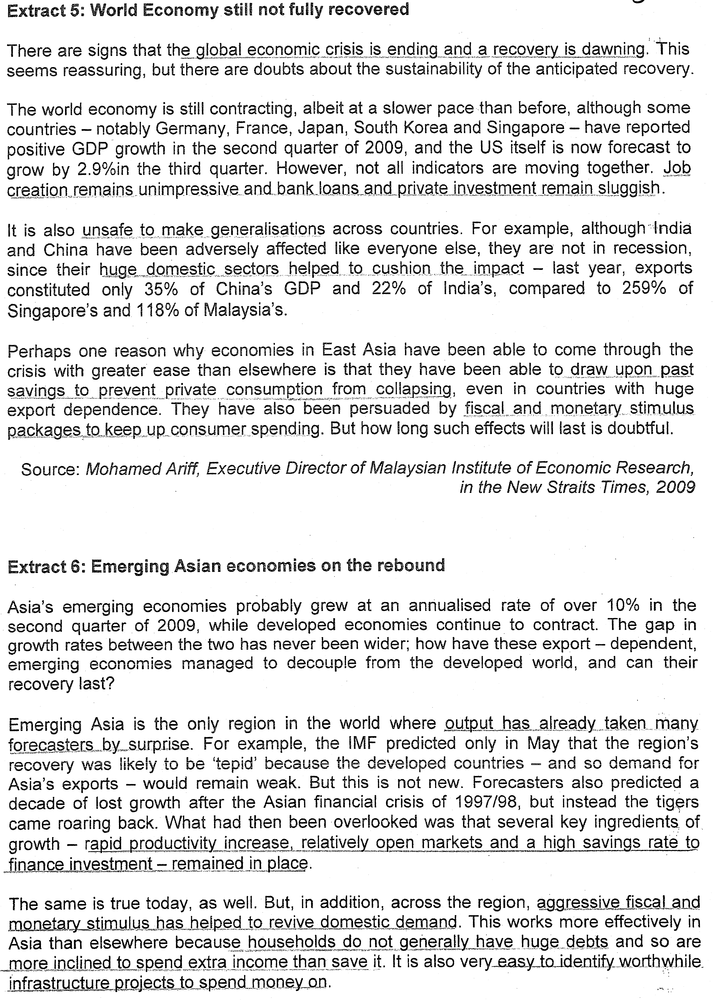 Extract 5: World Economy still not fully recovered
There are signs that the global economic crisis is ending and a recovery is dawning. This
seems reassuring, but there are doubts about the sustainability of the anticipated recovery.
The world economy is still contracting, albeit at a slower pace than before, although some
countries – notably Germany, France, Japan, South Korea and Singapore – have reported
positive GDP growth in the second quarter of 2009, and the US itself is now forecast to
grow by 2.9%in the third quarter. However, not all indicators are moving together. Job
creation remains unimpressive and bank loans and private investment remain sluggish.
It is also unsafe to make generalisations across countries. For example, although India
and China have been adversely affected like everyone else, they are not in recession,
since their huge domestic sectors helped to cushion the impact – last year, exports
constituted only 35% of China's GDP and 22% of India's, compared to 259% of
Singapore's and 118% of Malaysia's.
Perhaps one reason why economies in East Asia have been able to come through the
crisis with greater ease than elsewhere is that they have been able to draw upon past
savings to prevent private consumption from collapsing, even in countries with huge
export dependence. They have also been persuaded by fiscal and monetary stimulus
packages to keep up consumer spending. But how long such effects will last is doubtful.
Source: Mohamed Ariff, Executive Director of Malaysian Institute of Economic Research,
in the New Straits Times, 2009
Extract 6: Emerging Asian economies on the rebound
Asia's emerging economies probably grew at an annualised rate of over 10% in the
second quarter of 2009, while developed economies continue to contract. The gap in
growth rates between the two has never been wider; how have these export – dependent,
emerging economies managed to decouple from the developed world, and can their
recovery last?
Emerging Asia is the only region in the world where output has already taken many
forecasters by surprise. For example, the IMF predicted only in May that the region's
recovery was likely to be 'tepid' because the developed countries – and so demand for
Asia's exports – would remain weak. But this is not new. Forecasters also predicted a
decade of lost growth after the Asian financial crisis of 1997/98, but instead the tigers
came roaring back. What had then been overlooked was that several key ingredients of
growth – rapid productivity increase, relatively open markets and a high savings rate to
finance investment – remained in place.
The same is true today, as well. But, in addition, across the region, aggressive fiscal and
monetary stimulus has helped to revive domestic demand. This works more effectively in
Asia than elsewhere because households do not generally have huge debts and so are
more inclined to spend extra income than save it. It is also very easy to identify worthwhile
infrastructure projects to spend money on.